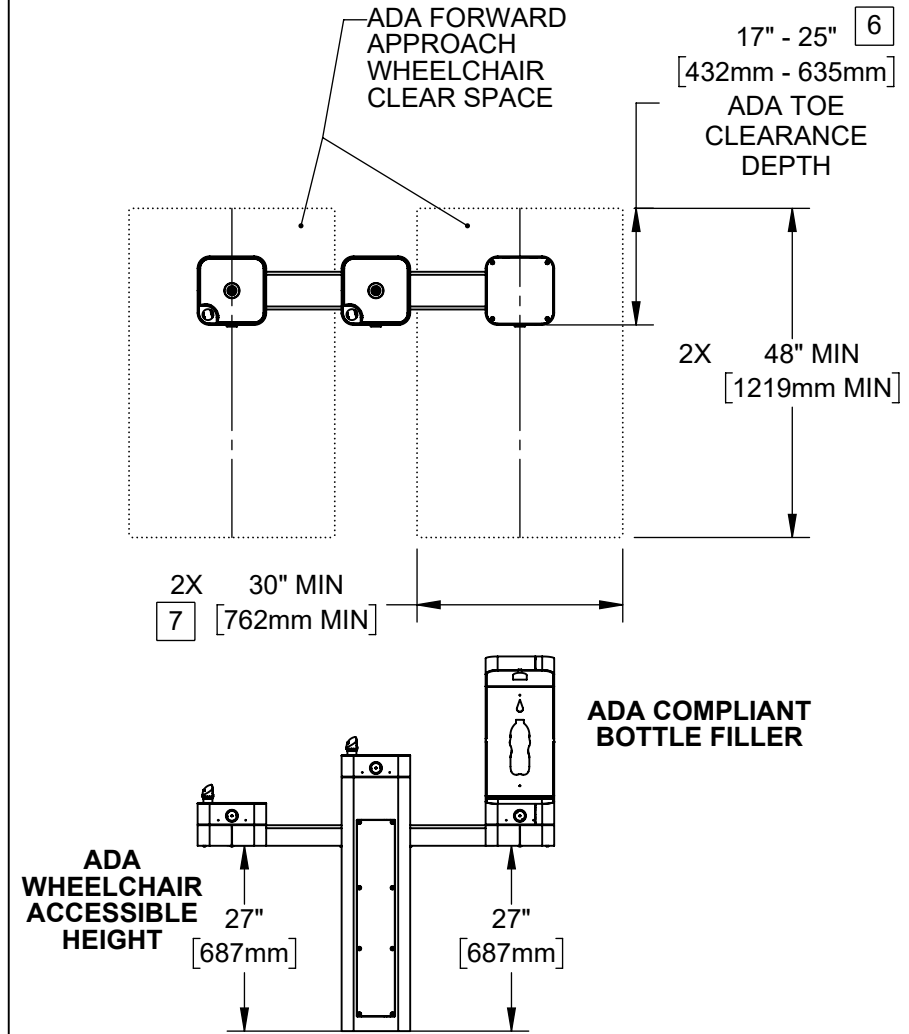 ADA FORWARD
APPROACH
WHEELCHAIR
CLEAR SPACE
17" - 25" 6
[432mm - 635mm]
ADA TOE
CLEARANCE
DEPTH
2X 48" MIN
[1219mm MIN]
2X 30" MIN
7 [762mm MIN]
ADA COMPLIANT
BOTTLE FILLER
ADA
WHEELCHAIR
ACCESSIBLE
HEIGHT
27"
[687mm]
27"
[687mm]